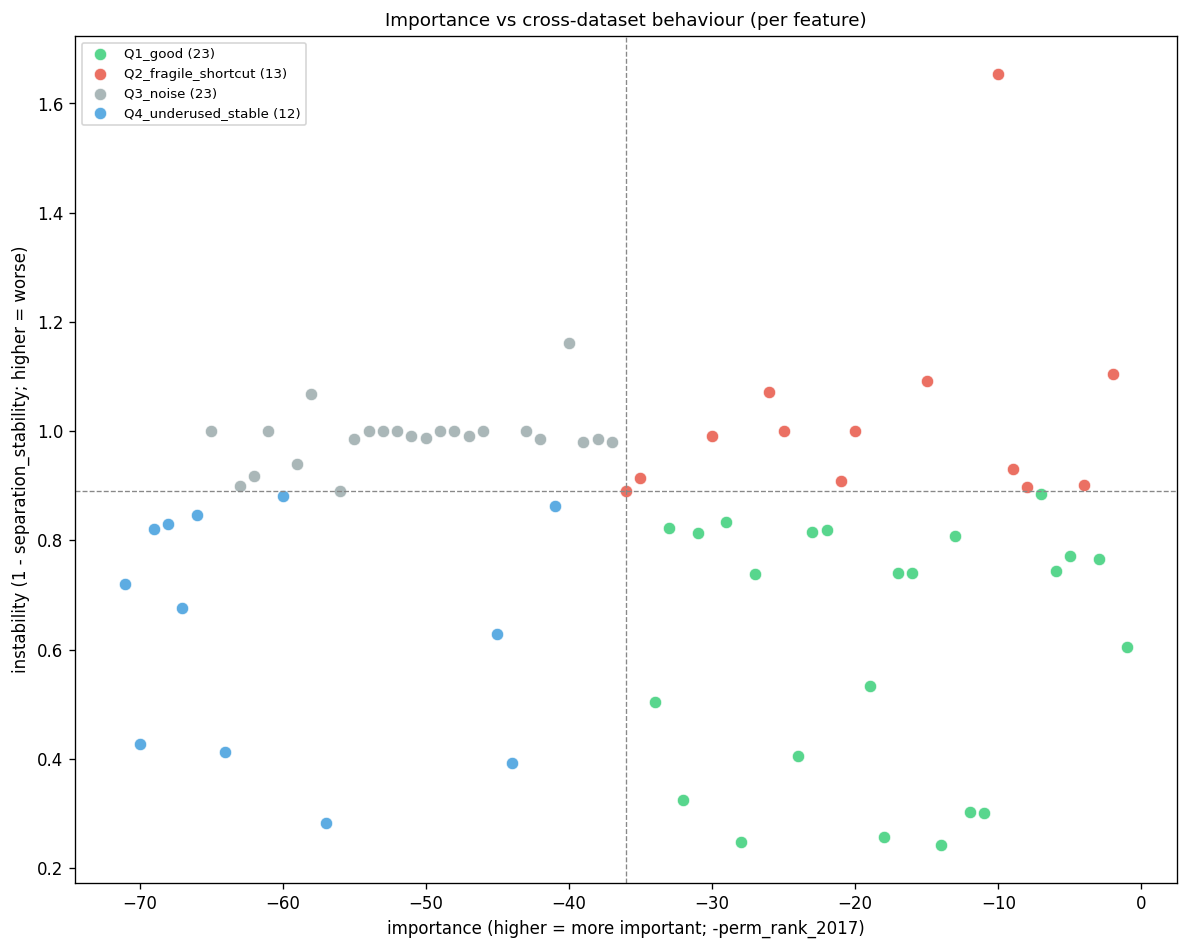 Importance vs cross-dataset behaviour (per feature)
Q1_good (23)
Q2_fragile_shortcut (13)
Q3_noise (23)
Q4_underused_stable (12)
instability (1 - separation_stability; higher = worse)
1.6
1.4
1.2
1.0
0.8
0.6
0.4
0.2
−70 −60 −50 −40 −30 −20 −10 0
importance (higher = more important; -perm_rank_2017)